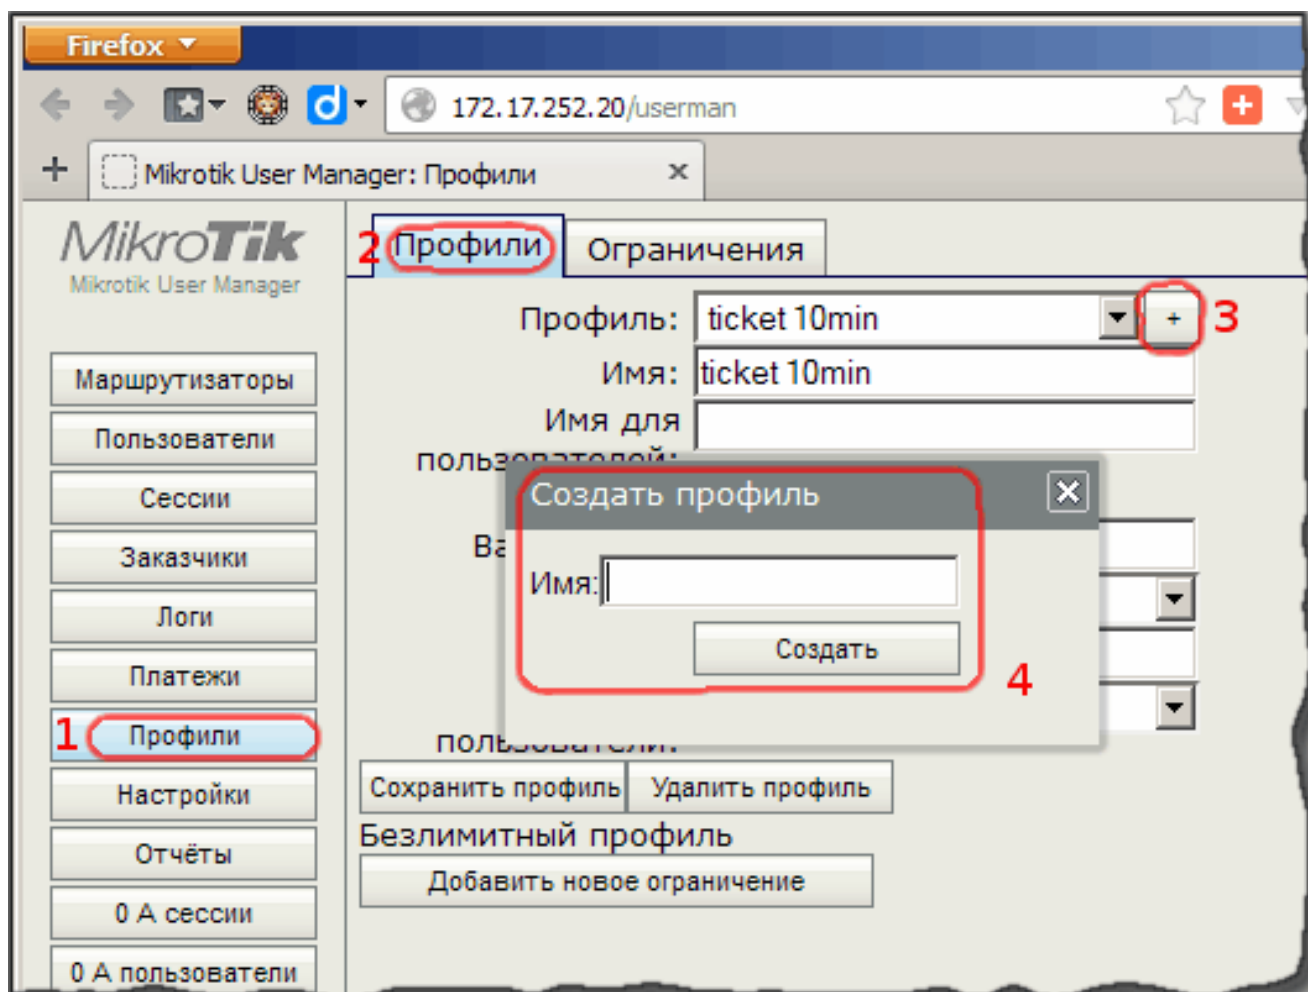 Firefox
172.17.252.20/userman
Mikrotik User Manager: Профили
MikroTik
Mikrotik User Manager
Маршрутизаторы
Пользователи
Сессии
Заказчики
Логи
Платежи
1 Профили
Настройки
Отчёты
0 А сессии
0 А пользователи
2 Профили
Ограничения
Профиль: ticket 10min + 3
Имя: ticket 10min
Имя для
пользователей:
Создать профиль
Имя:
Создать
4
пользователи:
Сохранить профиль Удалить профиль
Безлимитный профиль
Добавить новое ограничение